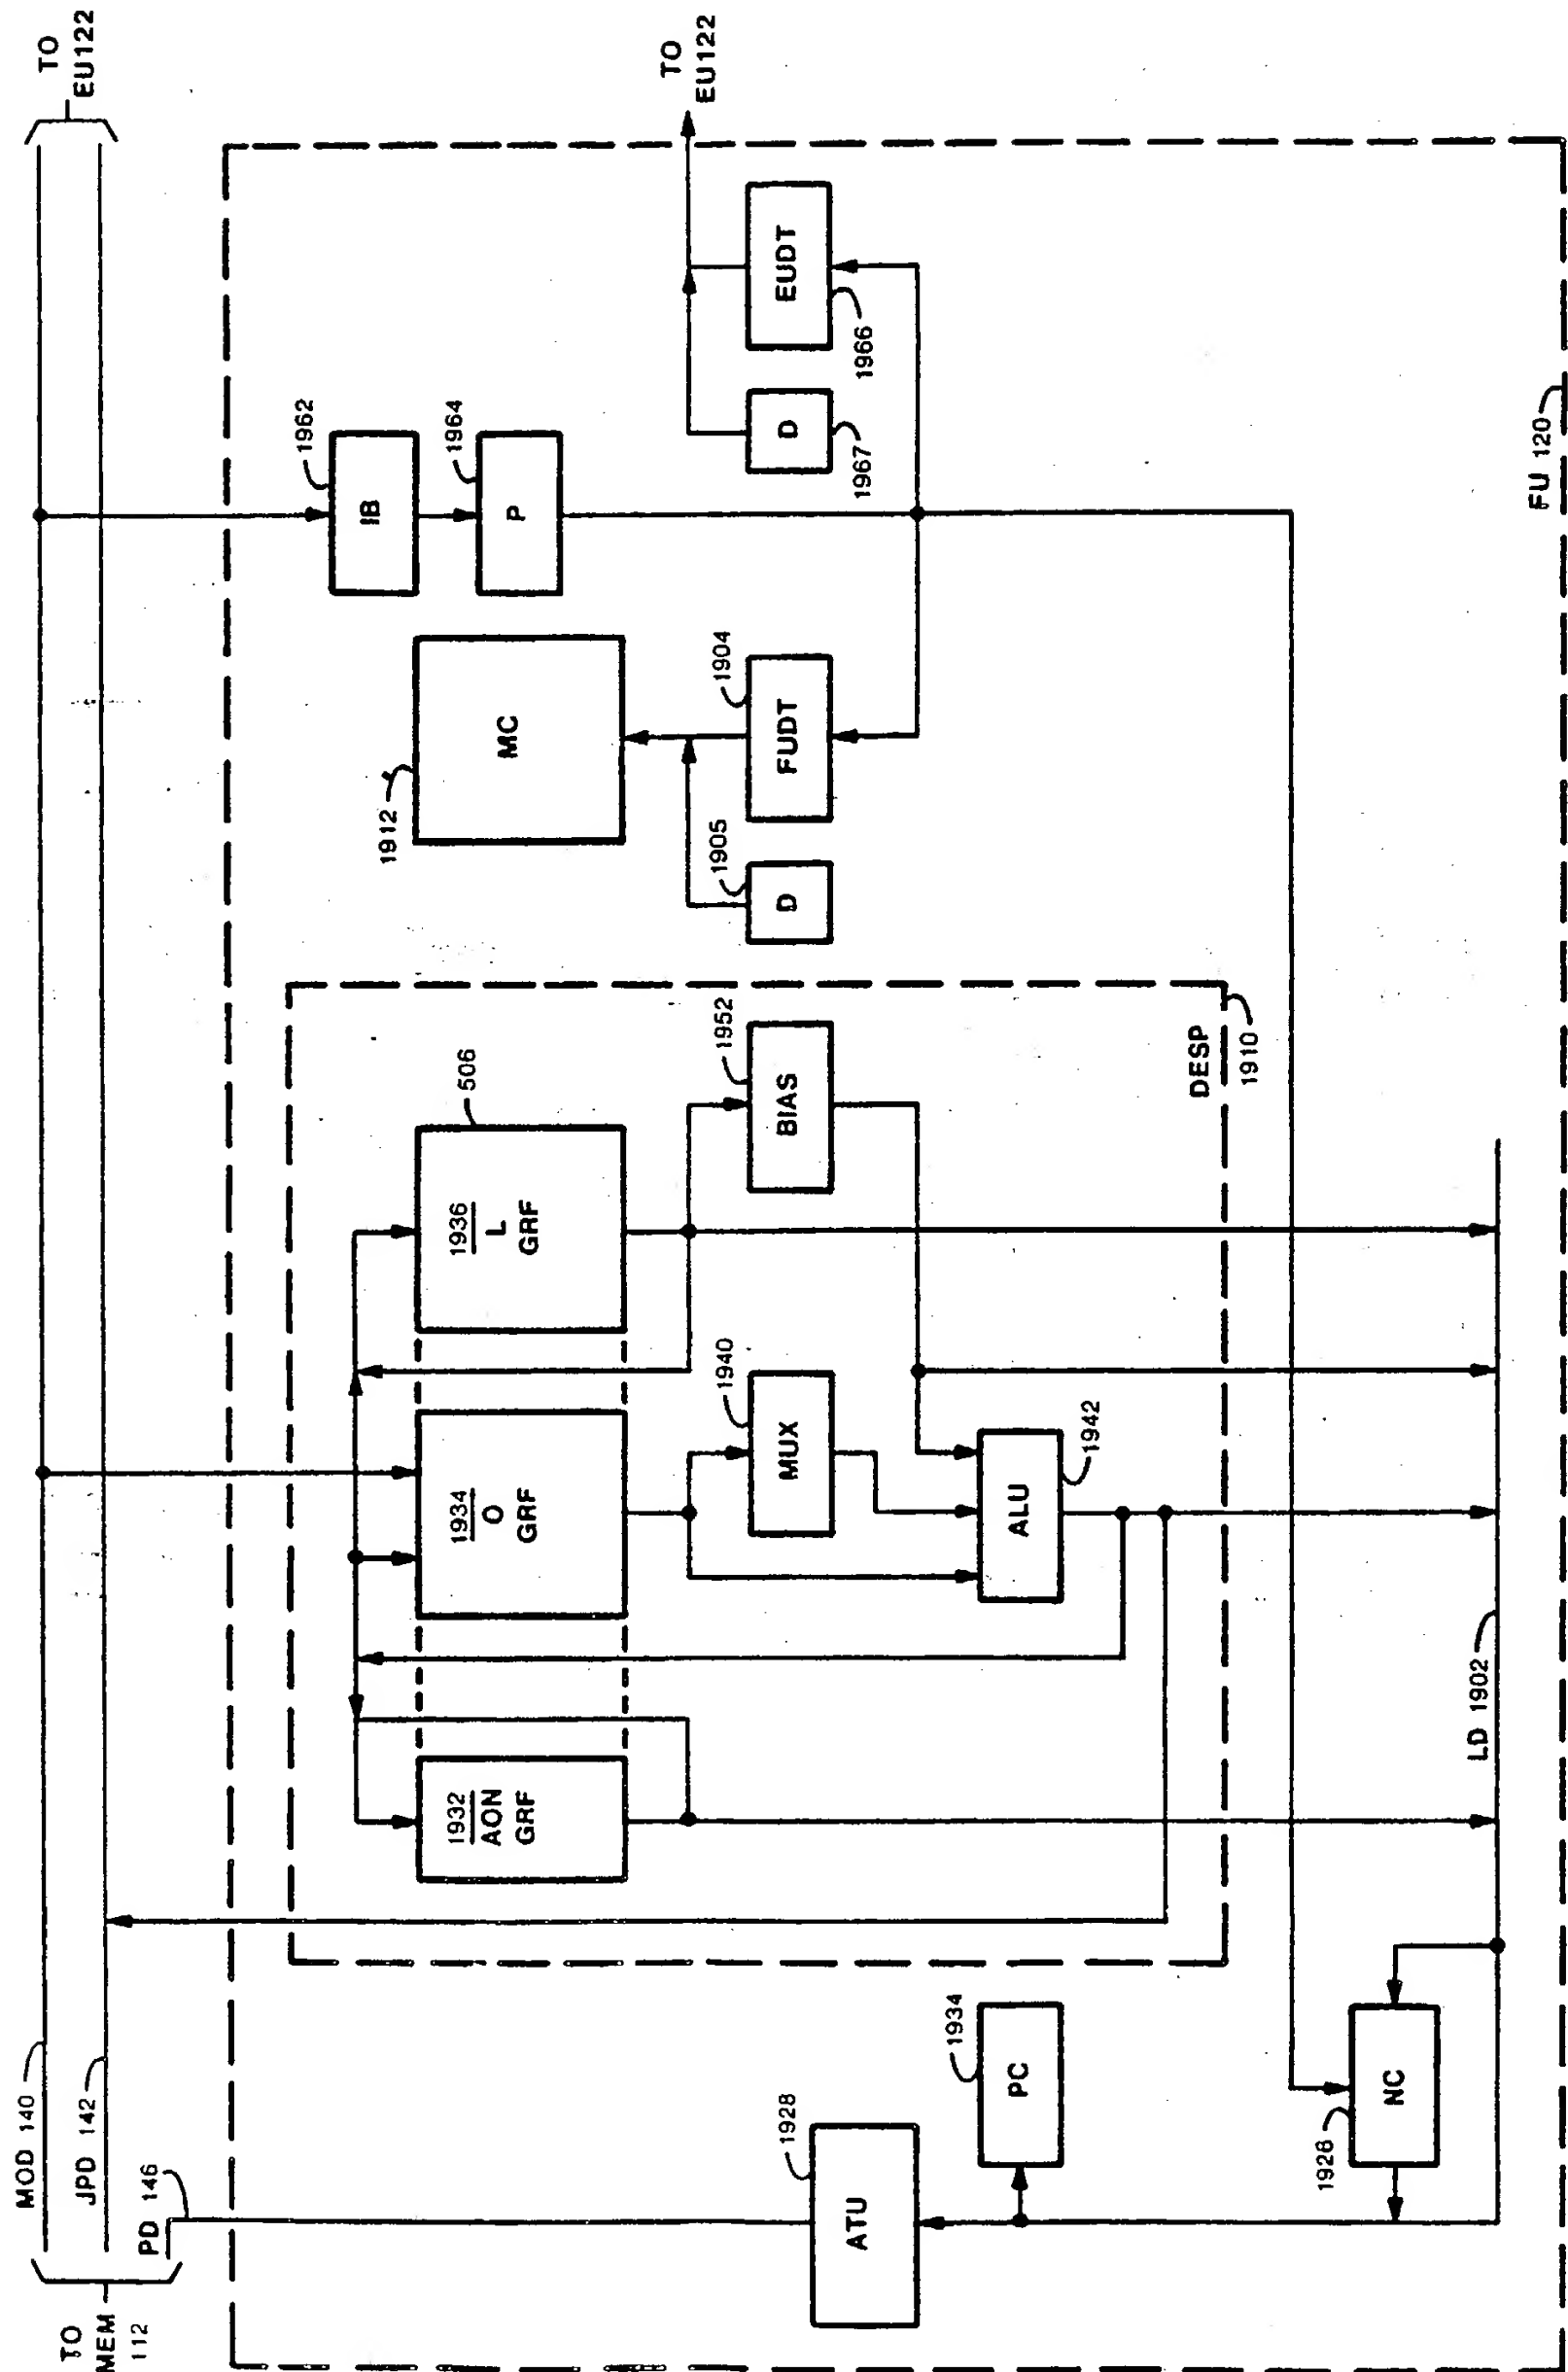 TO
EU122
TO
EU122
MOD 140
JPD 142
PD 146
TO
MEM
112
IB
1962
P
1964
EUDT
1966
D
1967
MC
1912
FUDT
1904
D
1905
506
1936
L
GRF
1934
O
GRF
1932
AON
GRF
BIAS
1952
MUX
1940
ALU
1942
DESP
1910
ATU
1928
PC
1934
NC
1926
LD 1902
FU 120